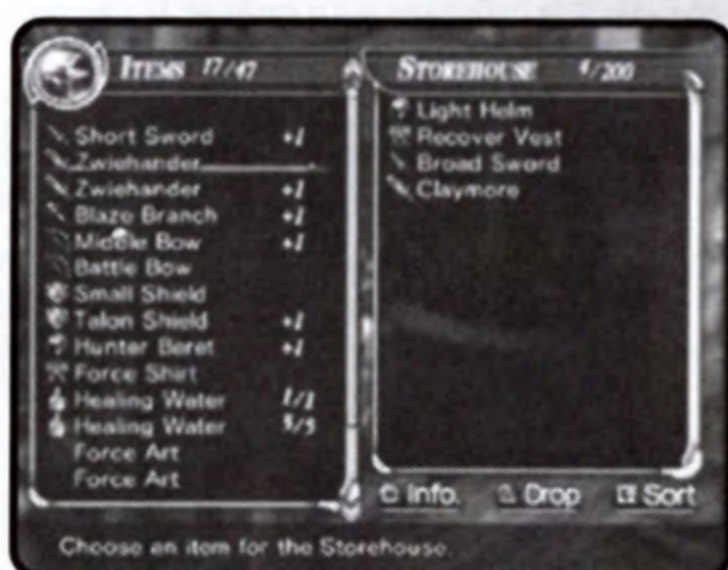 ITEMS 17/47
Short Sword +1
Zwiehander
Zwiehander +1
Blaze Branch +1
Middle Bow +1
Battle Bow
Small Shield
Talon Shield +1
Hunter Beret +1
Force Shirt
Healing Water 1/1
Healing Water 5/5
Force Art
Force Art
STOREHOUSE 4/200
Light Helm
Recover Vest
Broad Sword
Claymore
Info. Drop Sort
Choose an item for the Storehouse.